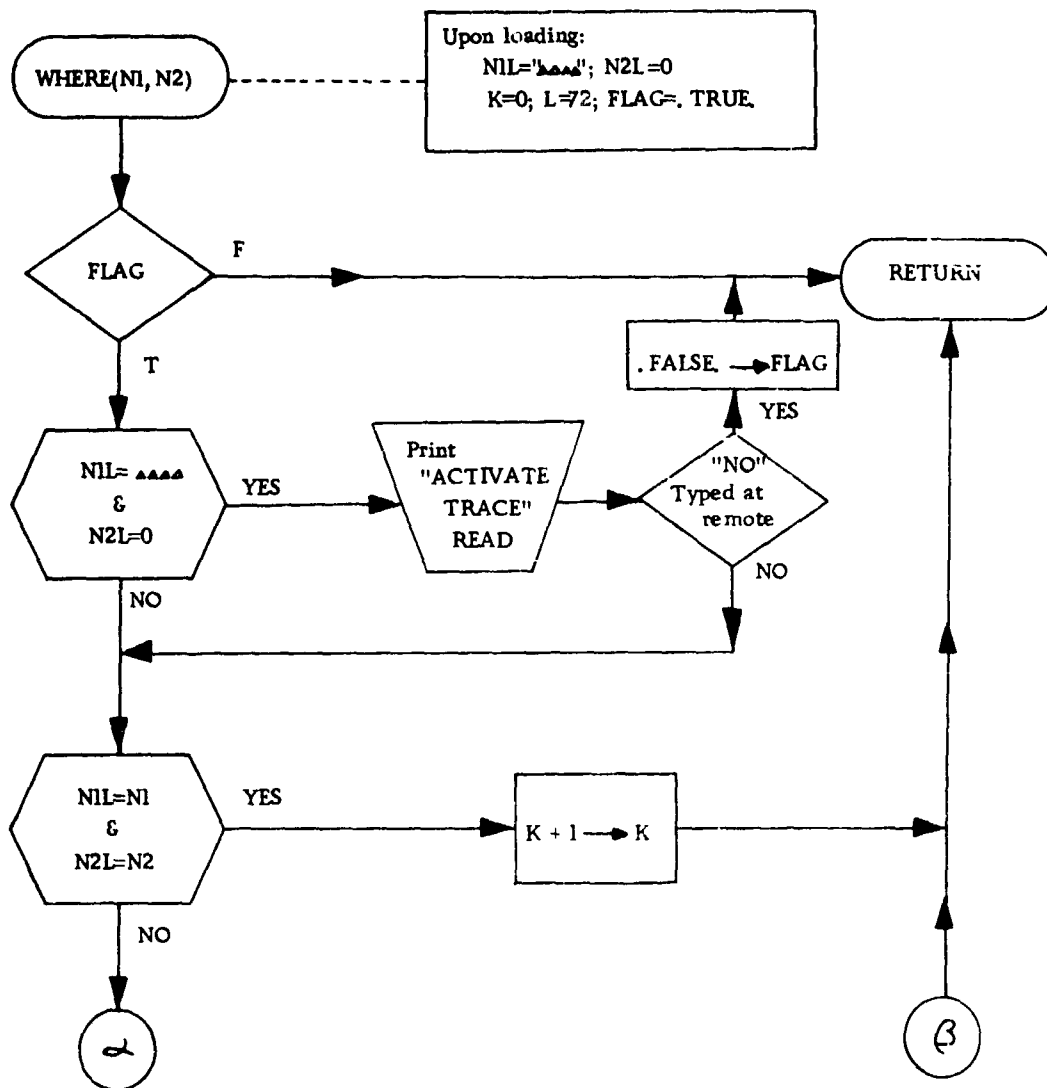 Upon loading:
N1L="▲▲▲▲"; N2L=0
K=0; L=72; FLAG=. TRUE.
WHERE(N1, N2)
FLAG
F
RETURN
T
. FALSE. → FLAG
YES
N1L= ▲▲▲▲
&
N2L=0
YES
Print
"ACTIVATE
TRACE"
READ
"NO"
Typed at
remote
NO
NO
N1L=N1
&
N2L=N2
YES
K + 1 → K
NO
α
β